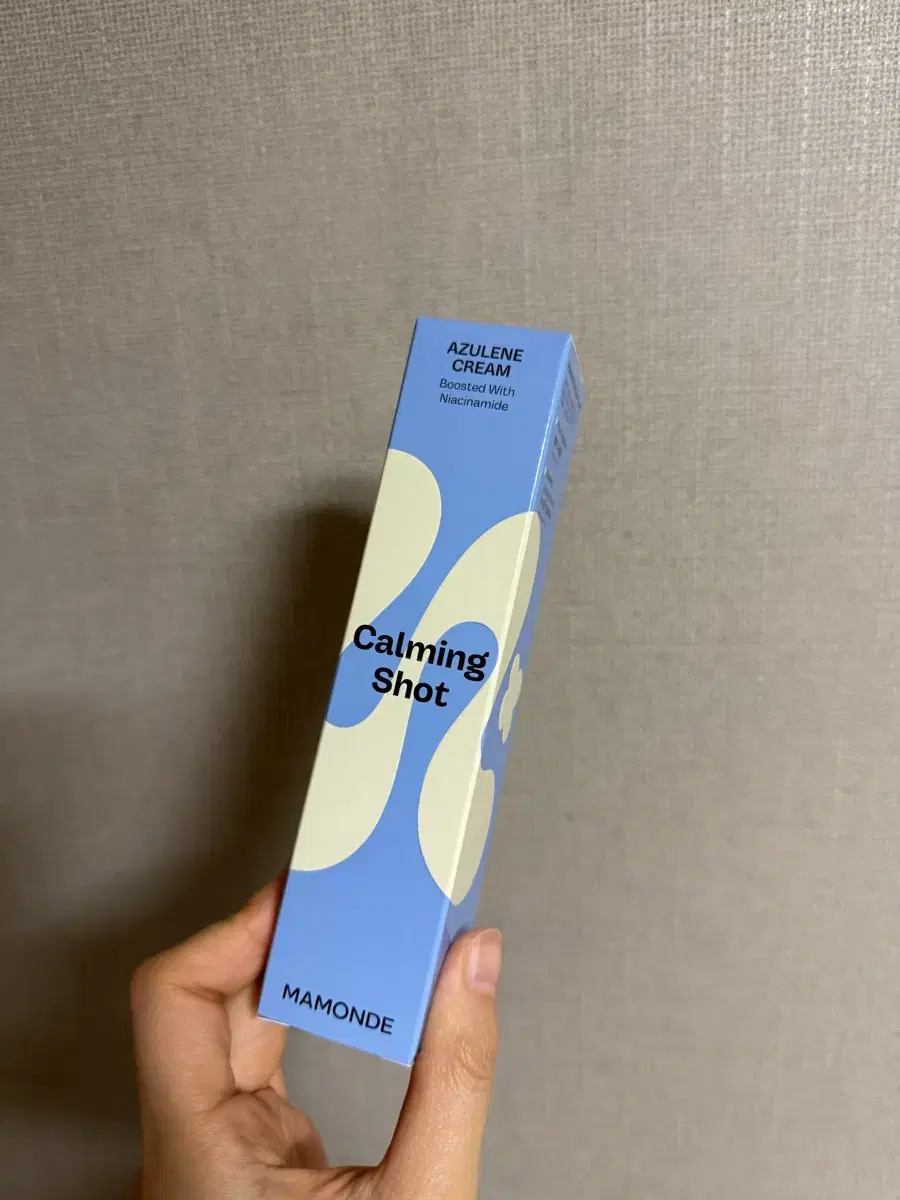 AZULENE
CREAM
Boosted With
Niacinamide
Calming
Shot
MAMONDE